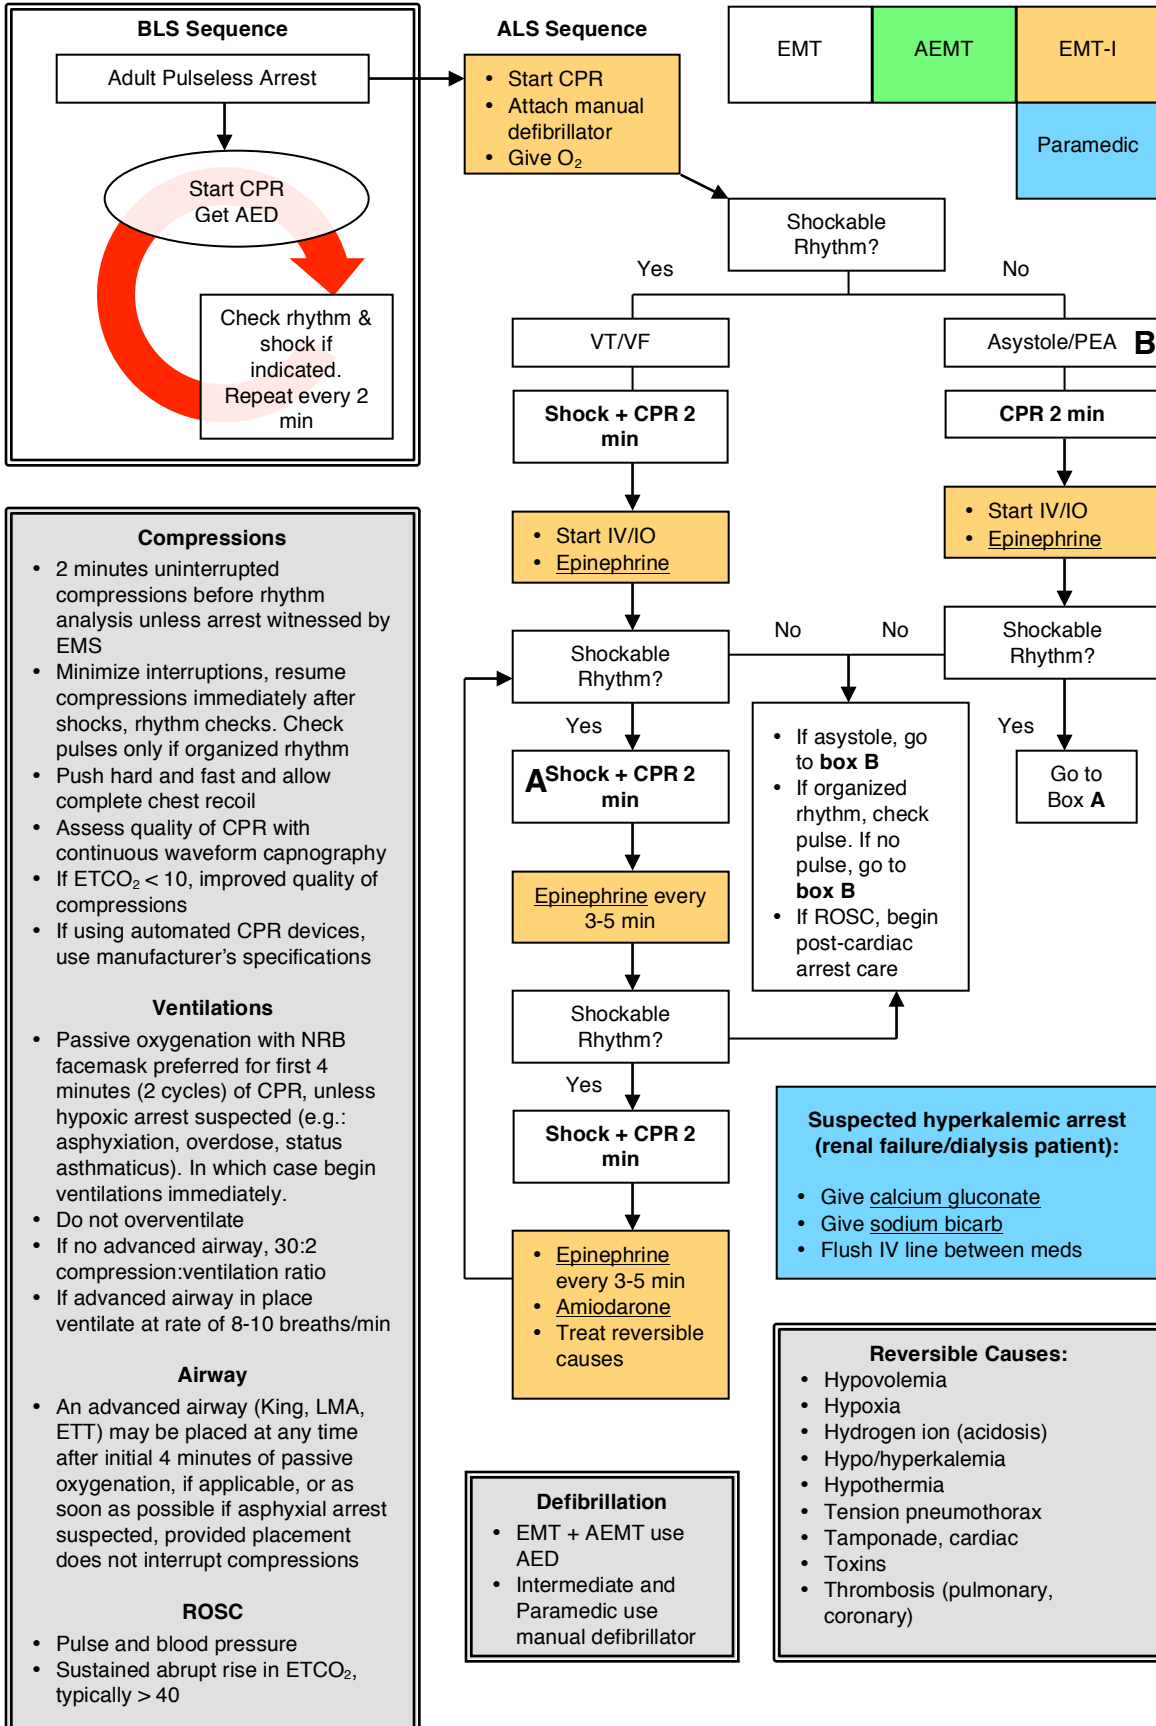 BLS Sequence
Adult Pulseless Arrest
Start CPR
Get AED
Check rhythm &
shock if
indicated.
Repeat every 2
min
ALS Sequence
• Start CPR
• Attach manual
defibrillator
• Give O₂
EMT
AEMT
EMT-I
Paramedic
Shockable
Rhythm?
Yes
No
VT/VF
Asystole/PEA B
Shock + CPR 2
min
CPR 2 min
• Start IV/IO
• Epinephrine
• Start IV/IO
• Epinephrine
Shockable
Rhythm?
No
No
Shockable
Rhythm?
Yes
Yes
A Shock + CPR 2
min
• If asystole, go
to box B
• If organized
rhythm, check
pulse. If no
pulse, go to
box B
• If ROSC, begin
post-cardiac
arrest care
Go to
Box A
Epinephrine every
3-5 min
Shockable
Rhythm?
Yes
Shock + CPR 2
min
• Epinephrine
every 3-5 min
• Amiodarone
• Treat reversible
causes
Suspected hyperkalemic arrest
(renal failure/dialysis patient):
• Give calcium gluconate
• Give sodium bicarb
• Flush IV line between meds
Compressions
• 2 minutes uninterrupted
compressions before rhythm
analysis unless arrest witnessed by
EMS
• Minimize interruptions, resume
compressions immediately after
shocks, rhythm checks. Check
pulses only if organized rhythm
• Push hard and fast and allow
complete chest recoil
• Assess quality of CPR with
continuous waveform capnography
• If ETCO₂ < 10, improved quality of
compressions
• If using automated CPR devices,
use manufacturer's specifications
Ventilations
• Passive oxygenation with NRB
facemask preferred for first 4
minutes (2 cycles) of CPR, unless
hypoxic arrest suspected (e.g.:
asphyxiation, overdose, status
asthmaticus). In which case begin
ventilations immediately.
• Do not overventilate
• If no advanced airway, 30:2
compression:ventilation ratio
• If advanced airway in place
ventilate at rate of 8-10 breaths/min
Airway
• An advanced airway (King, LMA,
ETT) may be placed at any time
after initial 4 minutes of passive
oxygenation, if applicable, or as
soon as possible if asphyxial arrest
suspected, provided placement
does not interrupt compressions
ROSC
• Pulse and blood pressure
• Sustained abrupt rise in ETCO₂,
typically > 40
Defibrillation
• EMT + AEMT use
AED
• Intermediate and
Paramedic use
manual defibrillator
Reversible Causes:
• Hypovolemia
• Hypoxia
• Hydrogen ion (acidosis)
• Hypo/hyperkalemia
• Hypothermia
• Tension pneumothorax
• Tamponade, cardiac
• Toxins
• Thrombosis (pulmonary,
coronary)